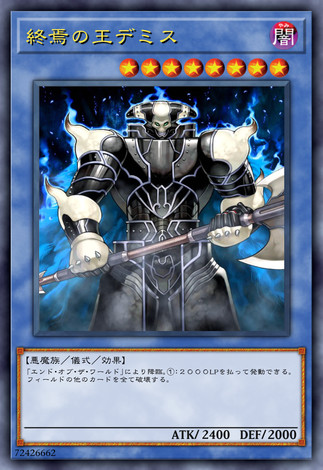 終焉の王デミス
闇
やみ
【悪魔族／儀式／効果】
「エンド・オブ・ザ・ワールド」により降臨。①：２０００LPを払って発動できる。
フィールドの他のカードを全て破壊する。
ATK/ 2400 DEF/ 2000
72426662